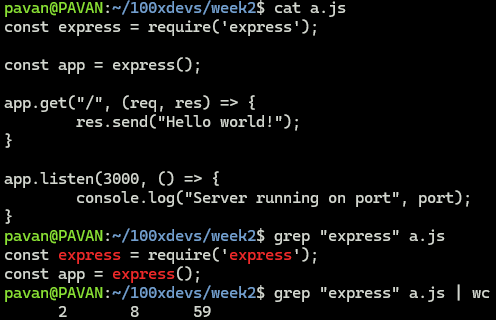 pavan@PAVAN:~/100xdevs/week2$ cat a.js
const express = require('express');

const app = express();

app.get("/", (req, res) => {
        res.send("Hello world!");
}

app.listen(3000, () => {
        console.log("Server running on port", port);
}
pavan@PAVAN:~/100xdevs/week2$ grep "express" a.js
const express = require('express');
const app = express();
pavan@PAVAN:~/100xdevs/week2$ grep "express" a.js | wc
      2       8      59